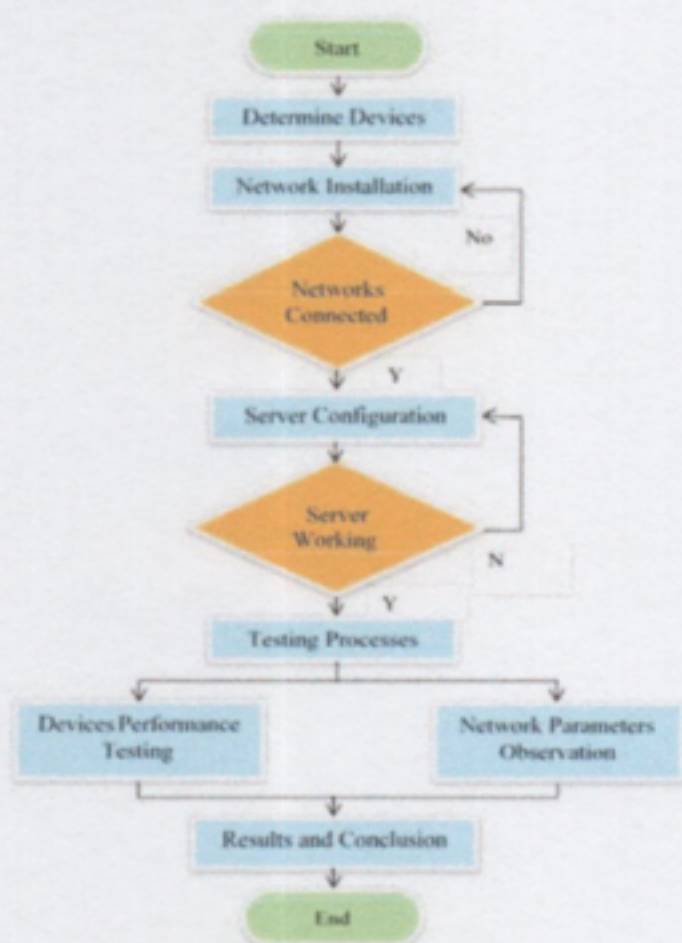 Start
Determine Devices
Network Installation
No
Networks
Connected
Y
Server Configuration
Server
Working
N
Y
Testing Processes
Devices Performance
Testing
Network Parameters
Observation
Results and Conclusion
End